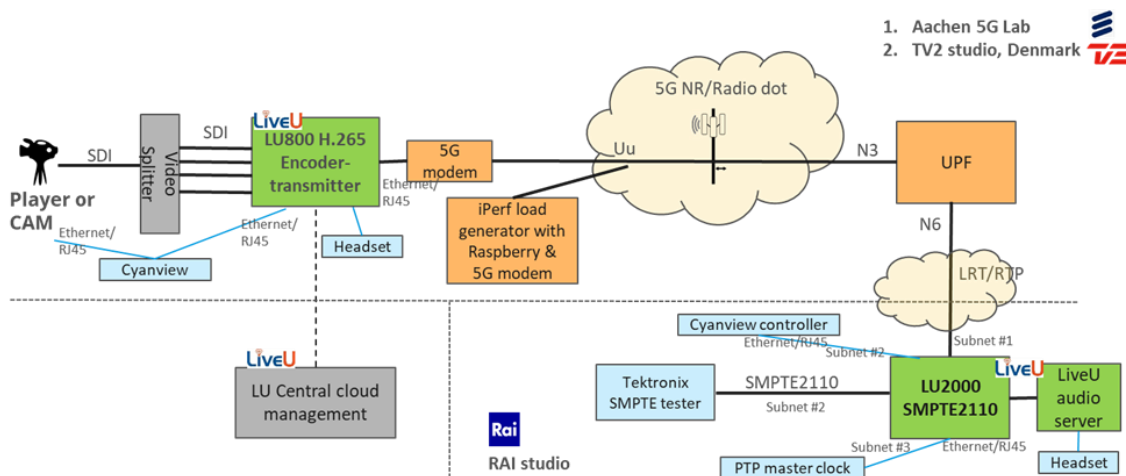 1. Aachen 5G Lab
2. TV2 studio, Denmark
TV2
5G NR/Radio dot
LiveU
SDI
LU800 H.265
Encoder-
transmitter
SDI
Video
Splitter
5G
modem
Uu
N3
UPF
Player or
CAM
Ethernet/
RJ45
Ethernet/
RJ45
Ethernet/
RJ45
Headset
Cyanview
iPerf load
generator with
Raspberry &
5G modem
N6
LRT/RTP
Cyanview controller
Ethernet/RJ45
Subnet #2
Subnet #1
LiveU
LU Central cloud
management
Tektronix
SMPTE tester
SMPTE2110
Subnet #2
LU2000
SMPTE2110
LiveU
LiveU
audio
server
Rai
RAI studio
Subnet #3
Ethernet/RJ45
PTP master clock
Headset